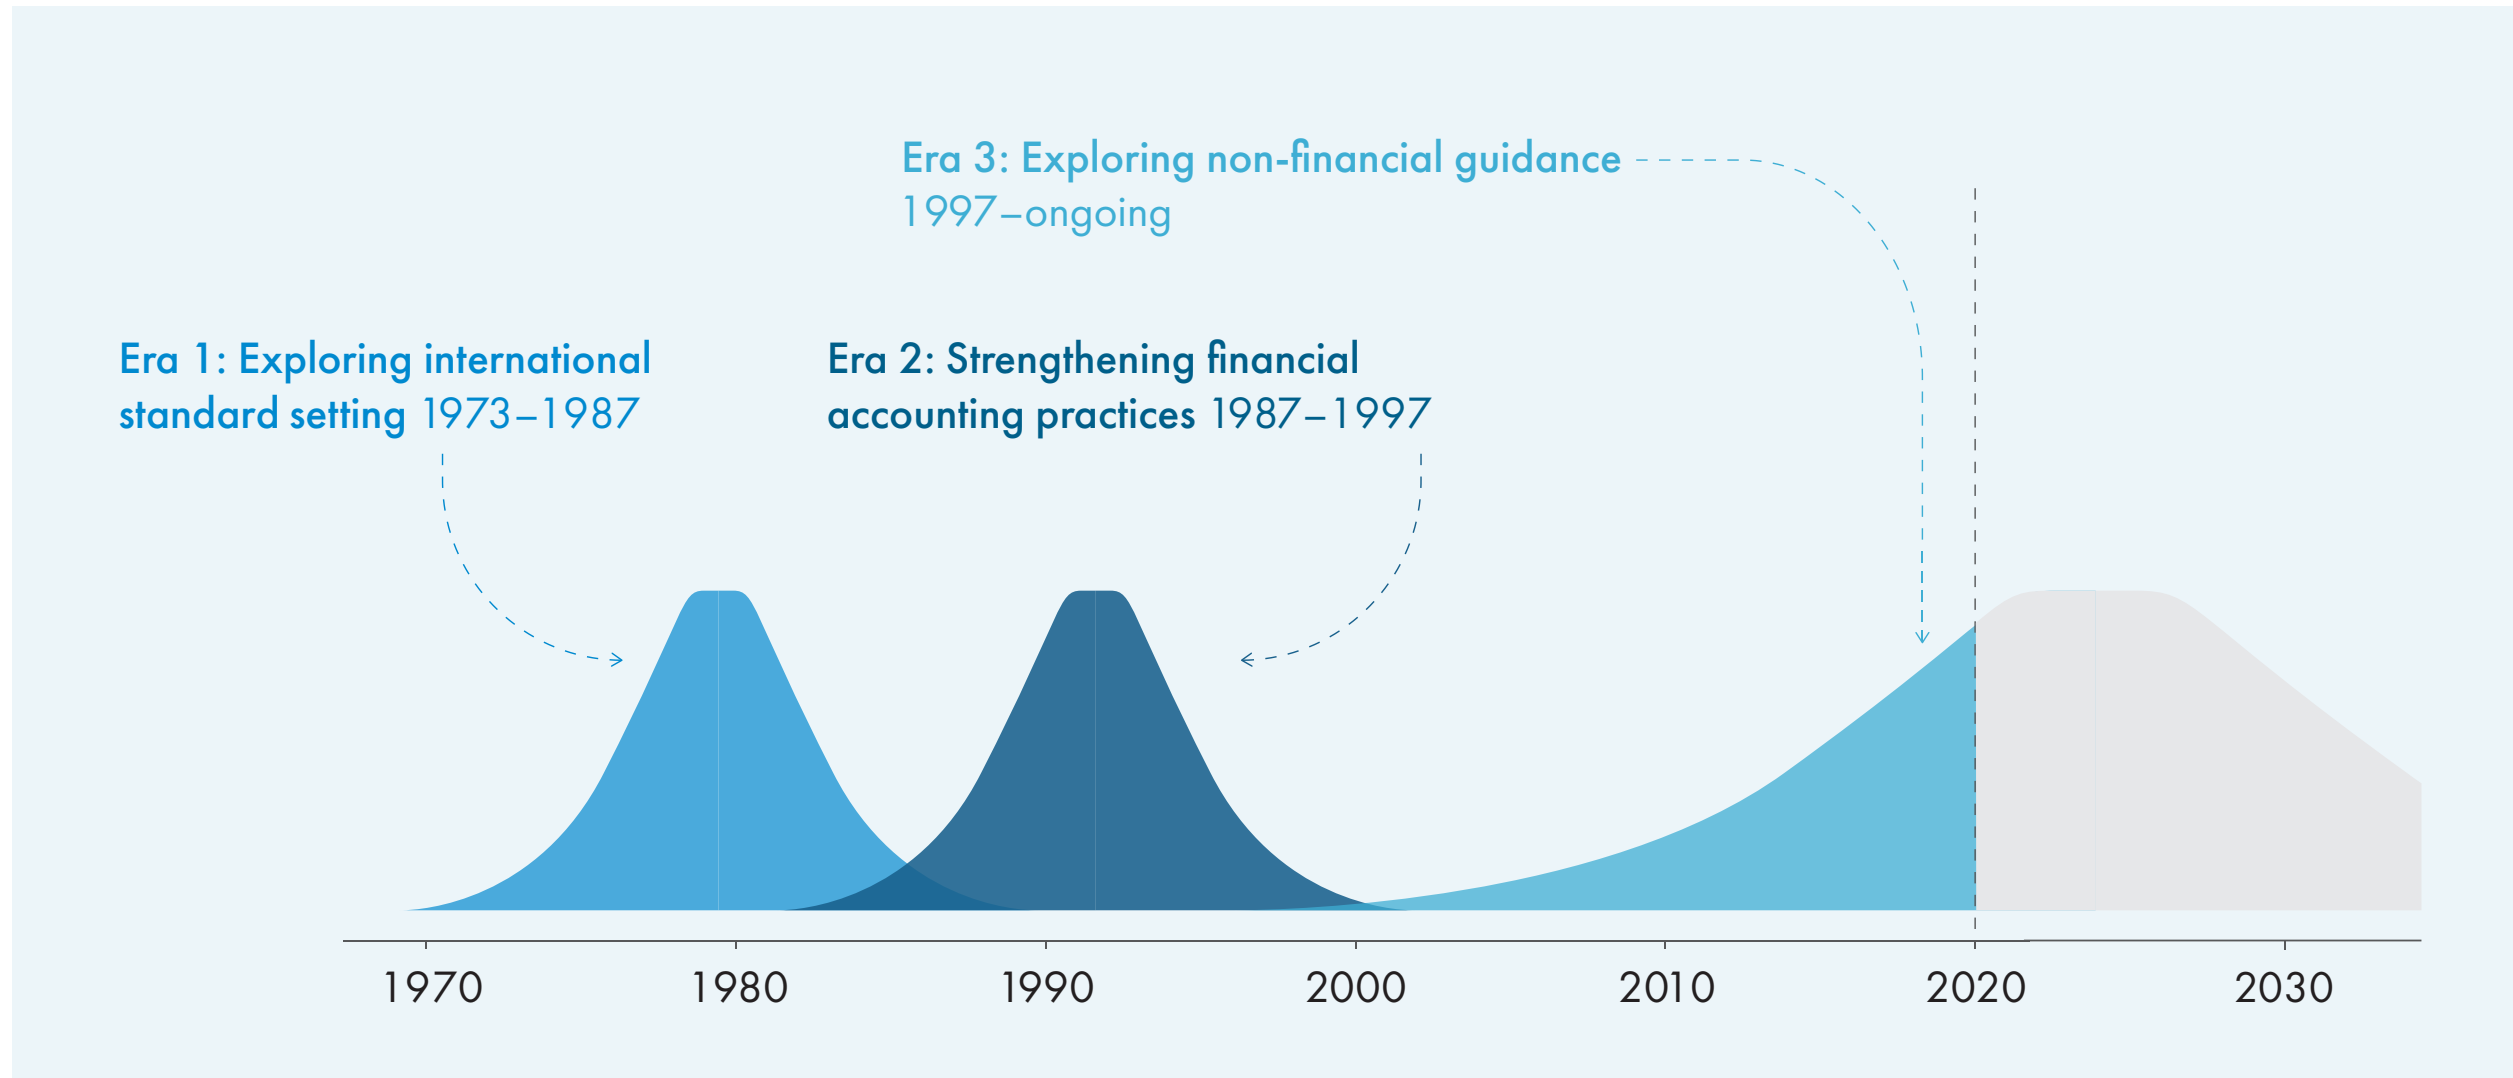 Era 3: Exploring non-financial guidance
1997–ongoing
Era 1: Exploring international
standard setting 1973–1987
Era 2: Strengthening financial
accounting practices 1987–1997
1970 1980 1990 2000 2010 2020 2030